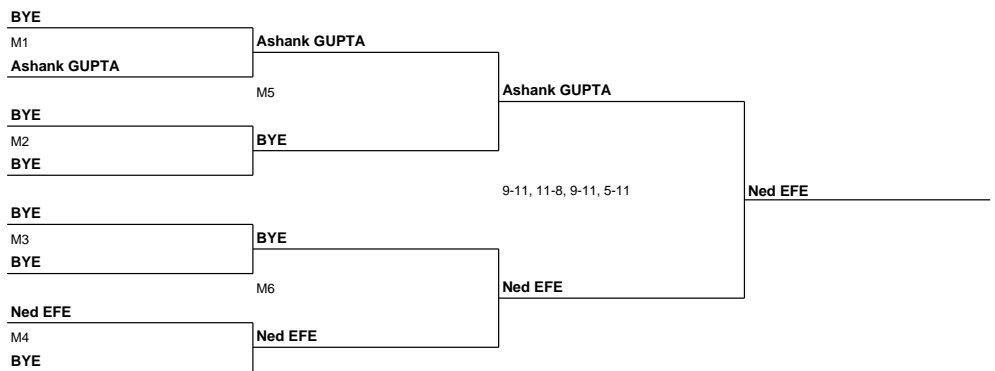 BYE
M1
Ashank GUPTA
Ashank GUPTA
M5
Ashank GUPTA
BYE
M2
BYE
BYE
9-11, 11-8, 9-11, 5-11
Ned EFE
BYE
M3
BYE
BYE
M6
Ned EFE
Ned EFE
M4
Ned EFE
BYE